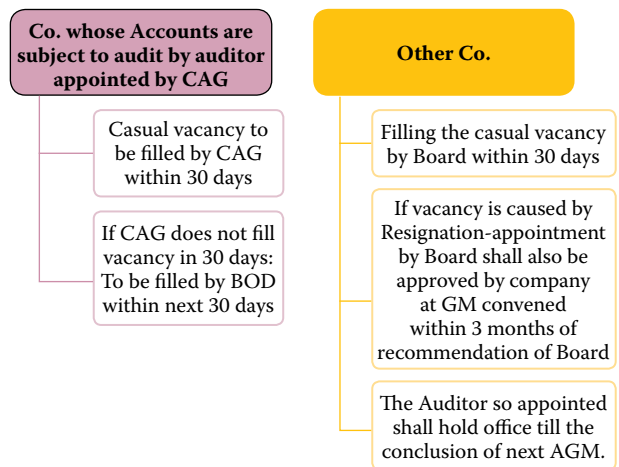 Co. whose Accounts are
subject to audit by auditor
appointed by CAG
Casual vacancy to
be filled by CAG
within 30 days
If CAG does not fill
vacancy in 30 days:
To be filled by BOD
within next 30 days
Other Co.
Filling the casual vacancy
by Board within 30 days
If vacancy is caused by
Resignation-appointment
by Board shall also be
approved by company
at GM convened
within 3 months of
recommendation of Board
The Auditor so appointed
shall hold office till the
conclusion of next AGM.